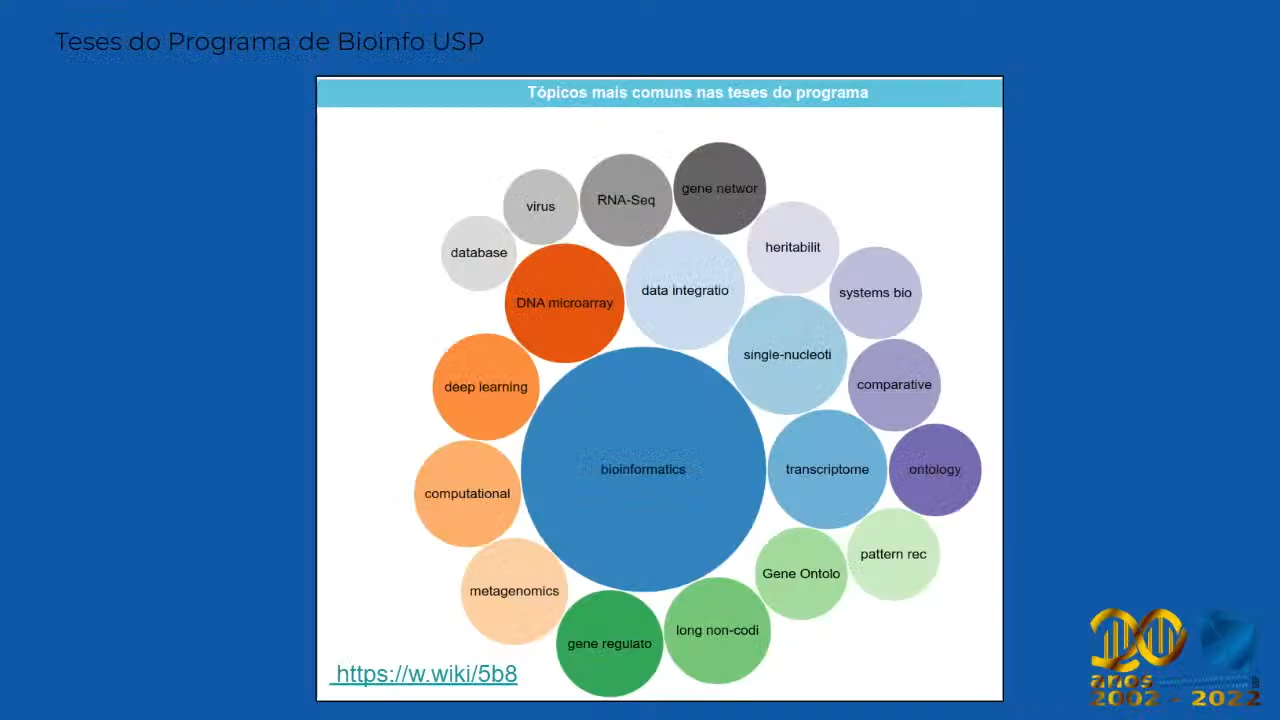 Teses do Programa de Bioinfo USP
Tópicos mais comuns nas teses do programa
gene networ
RNA-Seq
virus
heritabilit
database
data integratio
systems bio
DNA microarray
single-nucleoti
comparative
deep learning
bioinformatics
transcriptome
ontology
computational
pattern rec
Gene Ontolo
metagenomics
long non-codi
gene regulato
https://w.wiki/5b8
20
anos
2002 - 2022